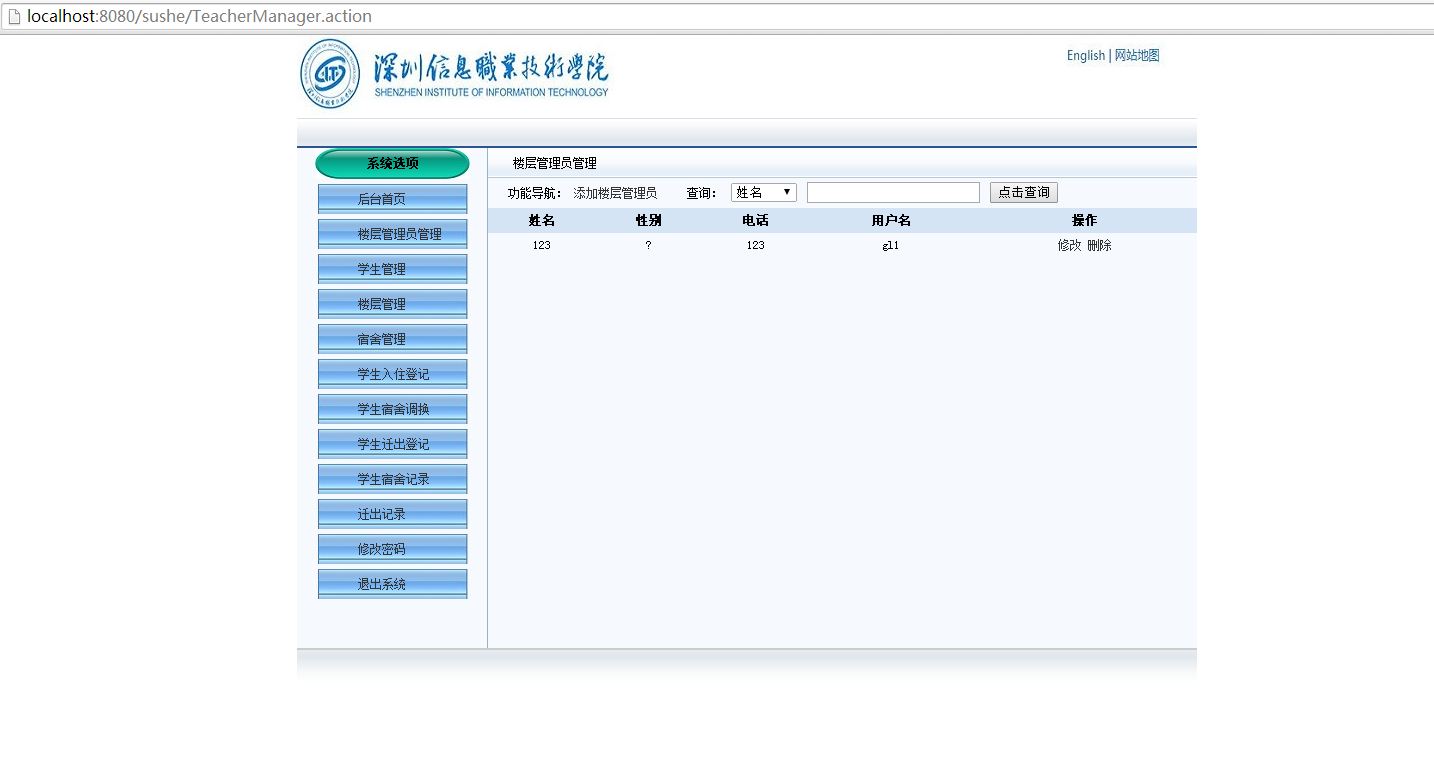 localhost:8080/sushe/TeacherManager.action
深圳信息職業技術學院
SHENZHEN INSTITUTE OF INFORMATION TECHNOLOGY
English | 网站地图
系统选项
后台首页
楼层管理员管理
学生管理
楼层管理
宿舍管理
学生入住登记
学生宿舍调换
学生迁出登记
学生宿舍记录
迁出记录
修改密码
退出系统
楼层管理员管理
功能导航： 添加楼层管理员 查询： 姓名 点击查询
姓名 性别 电话 用户名 操作
123 ? 123 gl1 修改 删除